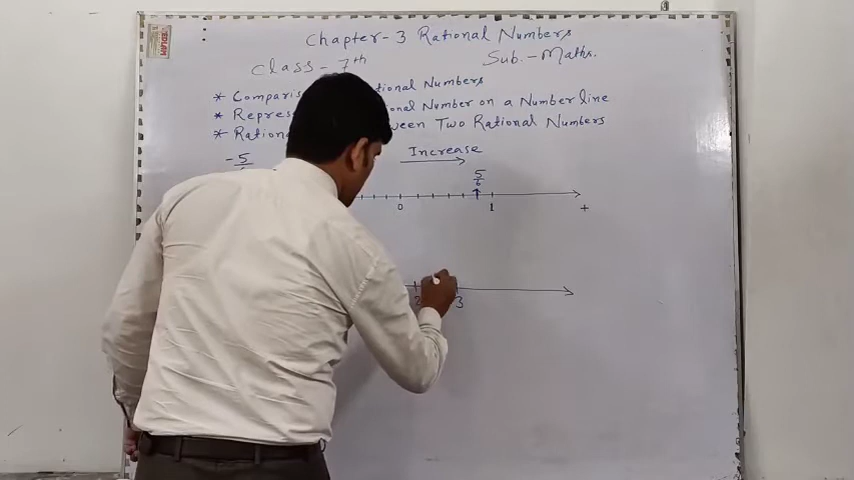 Chapter-3 Rational Numbers
Class-7th Sub.-Maths.
* Comparis tional Numbers
* Repres onal Number on a Number line
* Ration ween Two Rational Numbers
-5 Increase
5/6
0 1 +
2 3